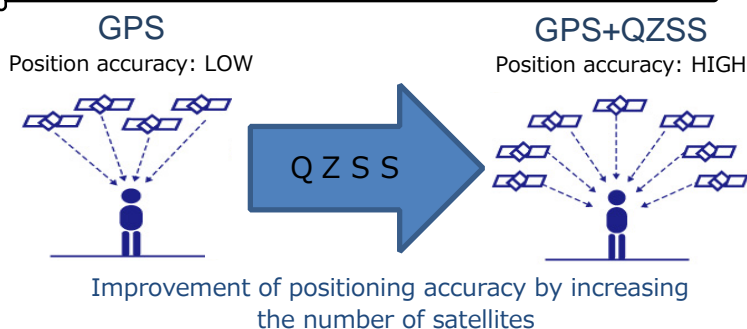 GPS
Position accuracy: LOW
GPS+QZSS
Position accuracy: HIGH
QZSS
Improvement of positioning accuracy by increasing
the number of satellites